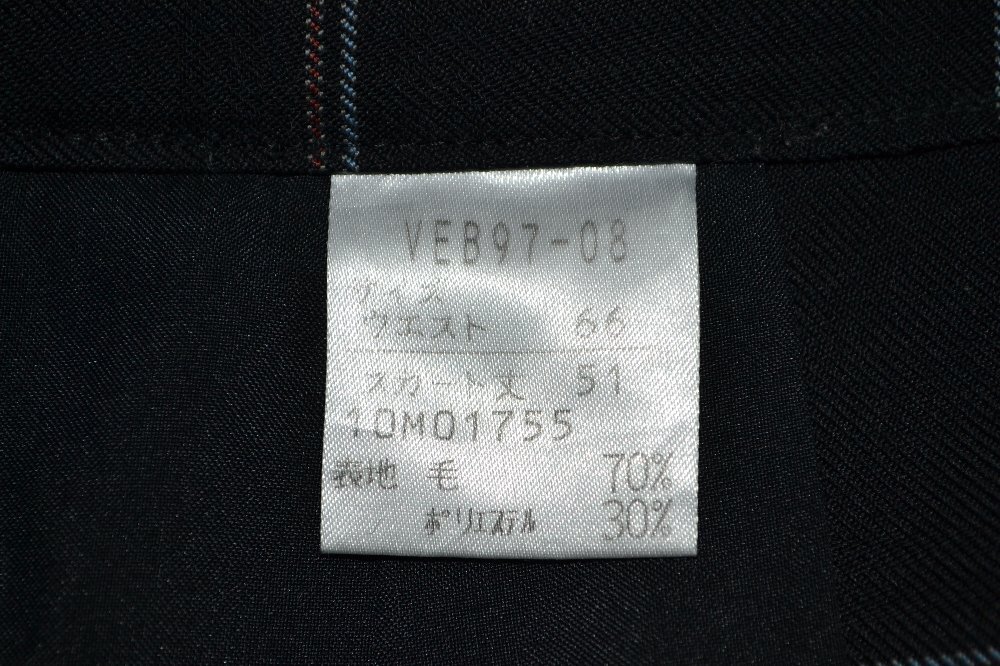 VEB97-08
サイズ
ウエスト 66
スカート丈 51
10M01755
表地 毛 70%
ポリエステル 30%